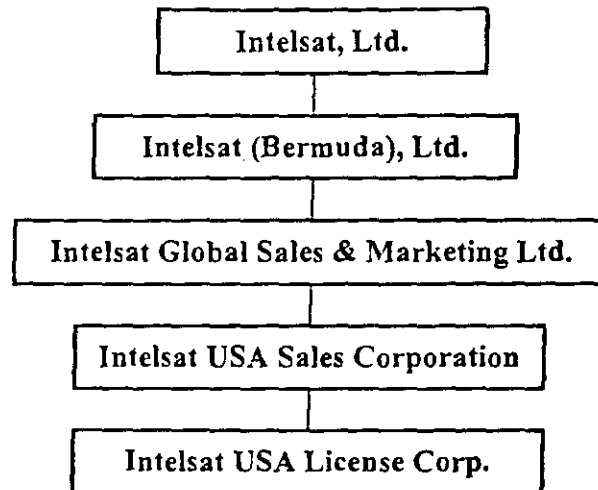 Intelsat, Ltd.
Intelsat (Bermuda), Ltd.
Intelsat Global Sales & Marketing Ltd.
Intelsat USA Sales Corporation
Intelsat USA License Corp.